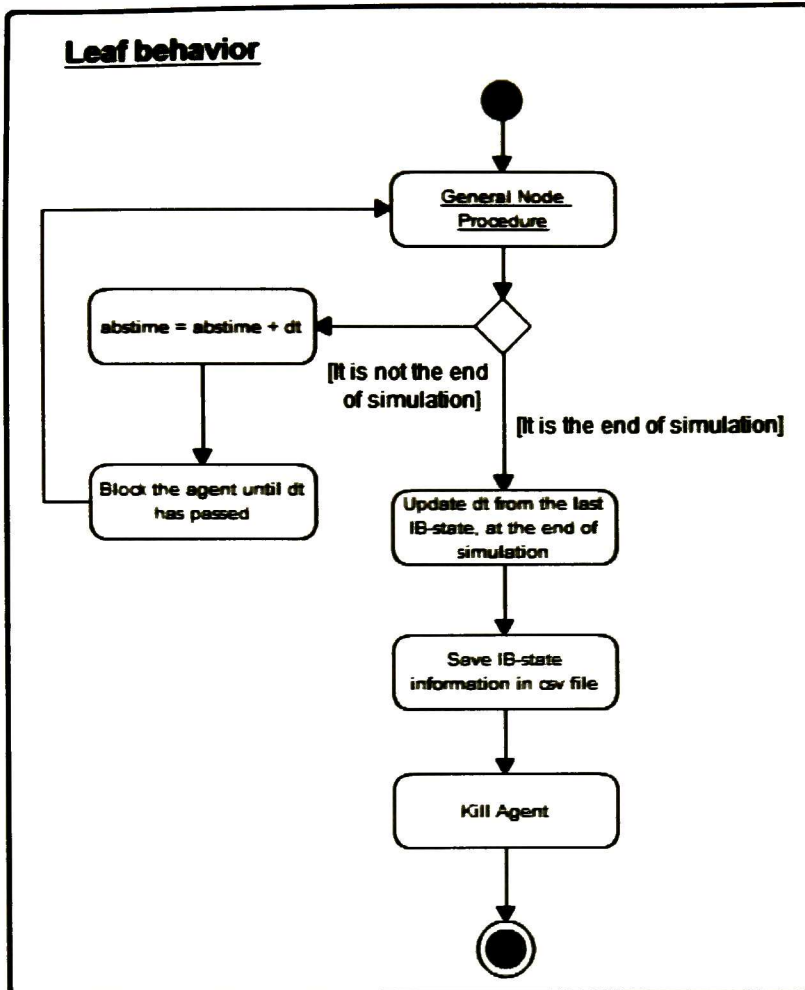 Leaf behavior
General Node
Procedure
abstime = abstime + dt
[It is not the end
of simulation]
[It is the end of simulation]
Block the agent until dt
has passed
Update dt from the last
IB-state, at the end of
simulation
Save IB-state
information in csv file
Kill Agent